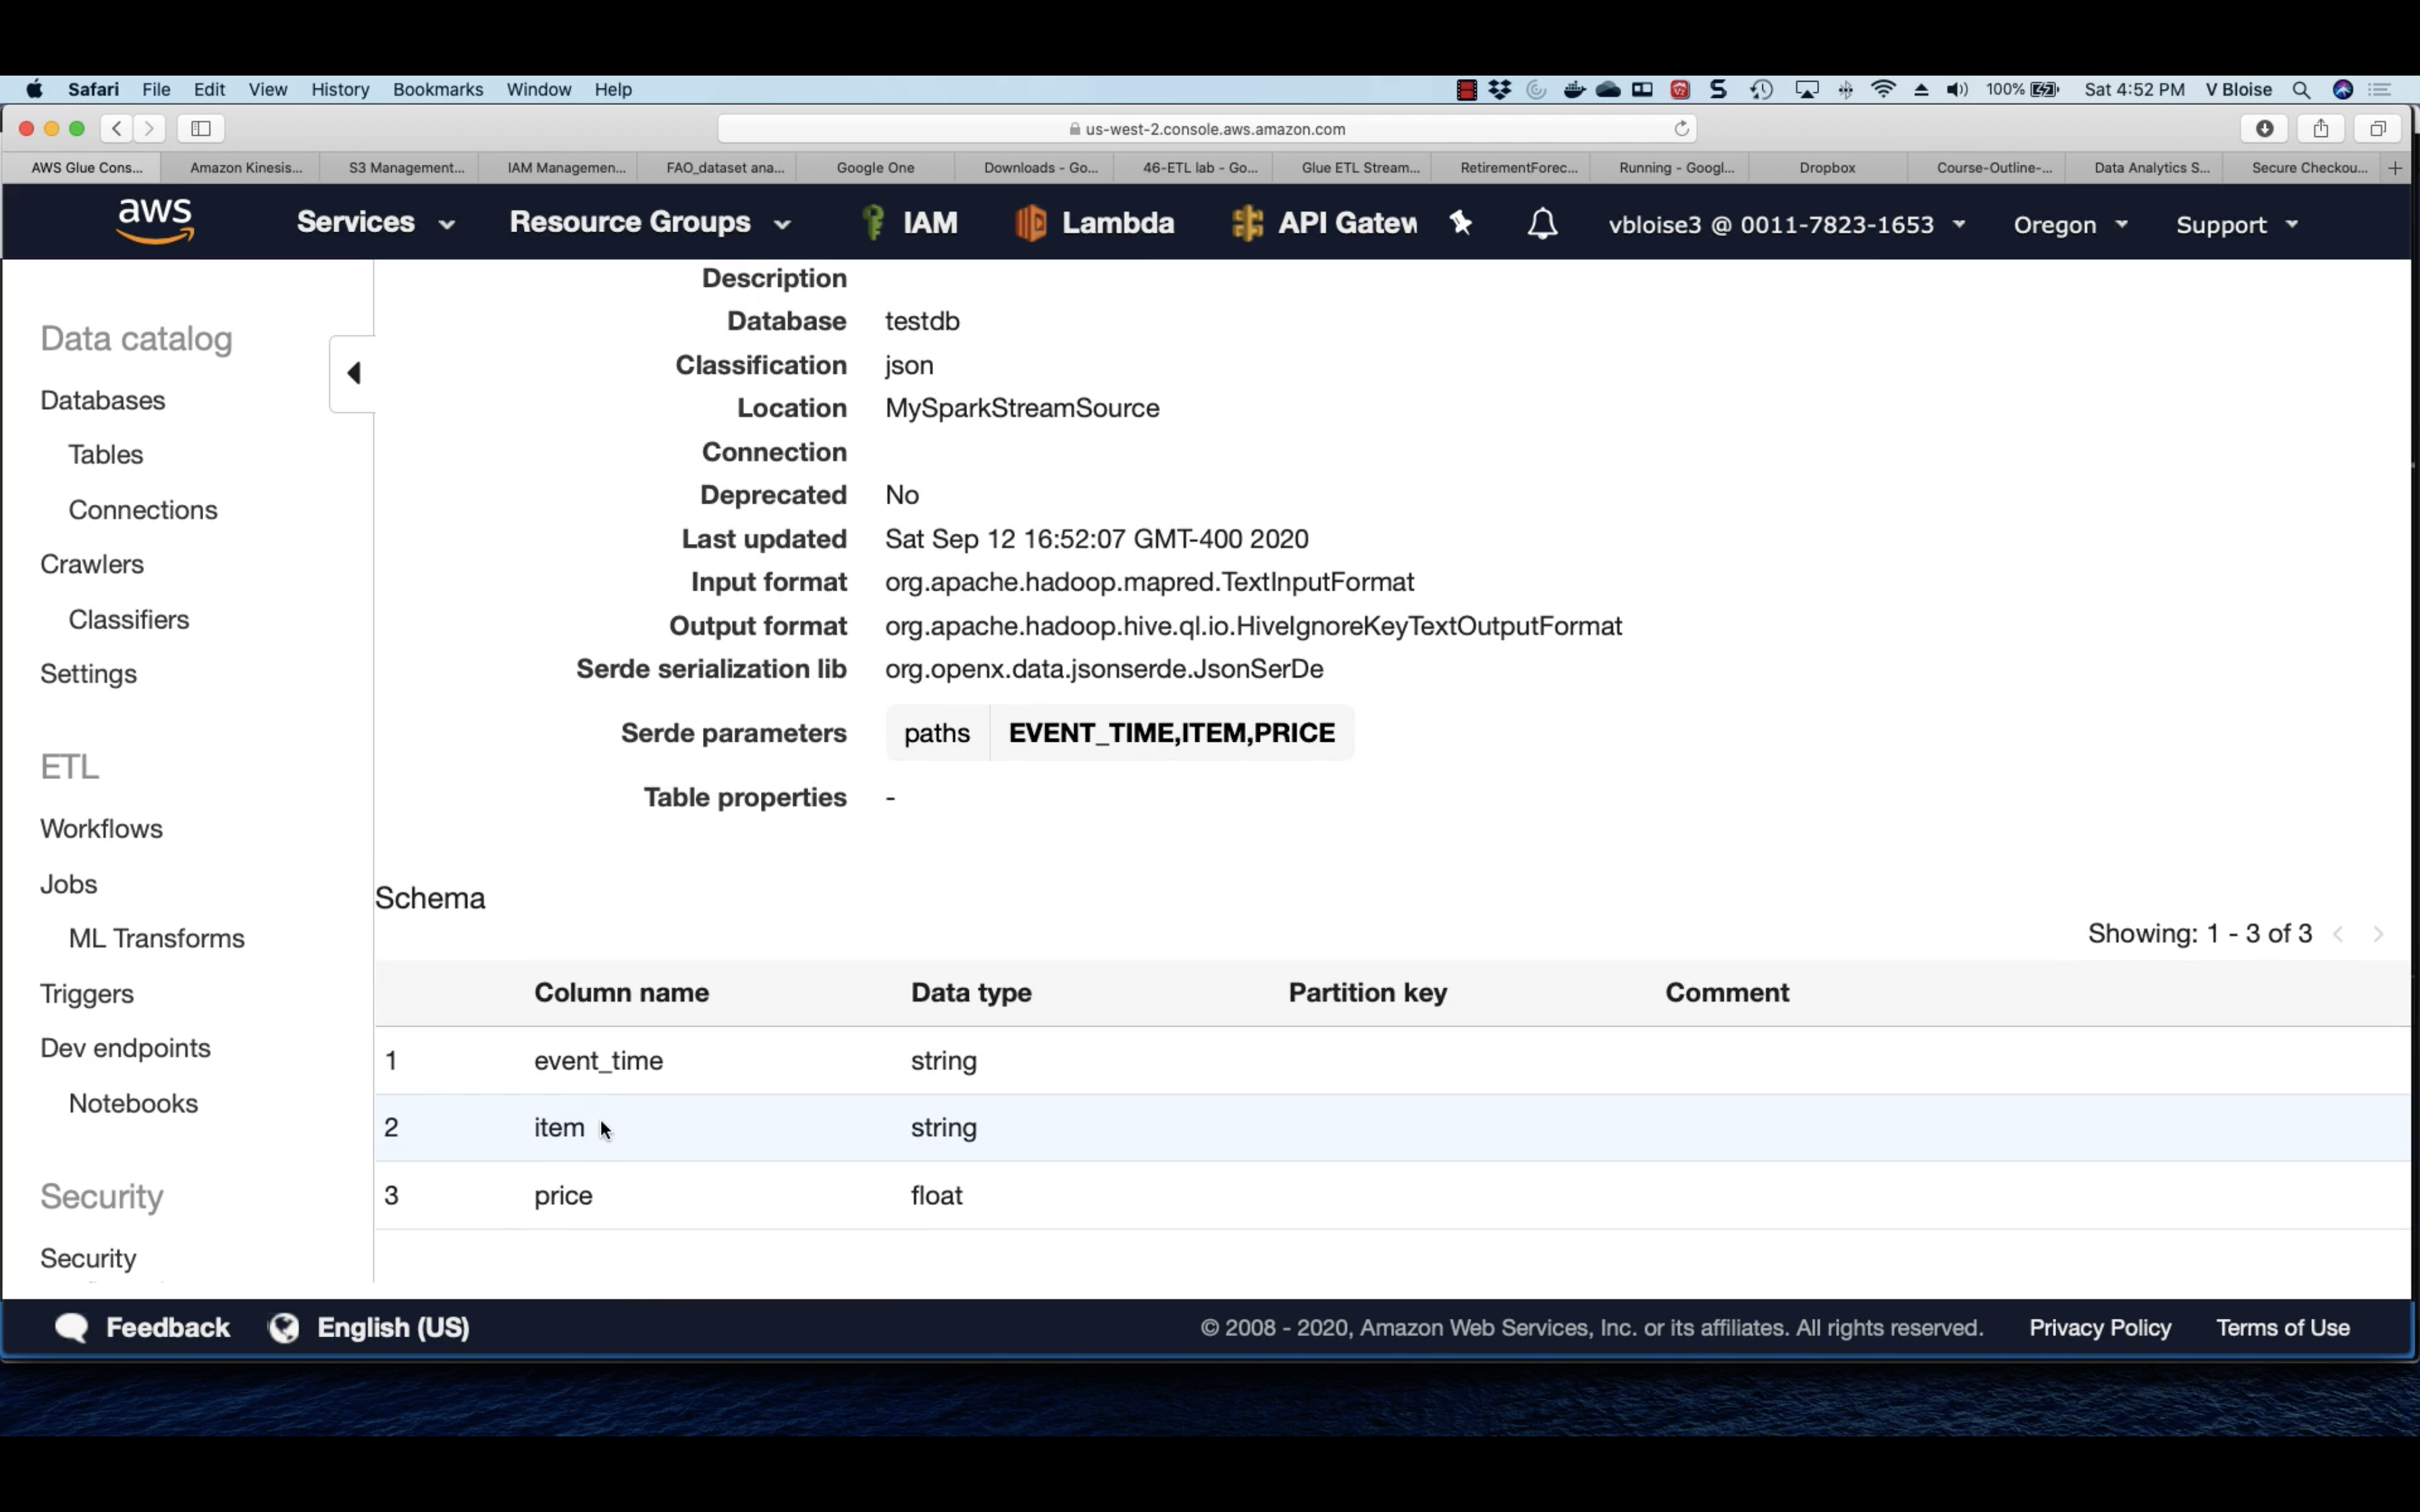 Safari File Edit View History Bookmarks Window Help 100% Sat 4:52 PM V Bloise
us-west-2.console.aws.amazon.com
AWS Glue Cons... Amazon Kinesis... S3 Management... IAM Managemen... FAO_dataset ana... Google One Downloads - Go... 46-ETL lab - Go... Glue ETL Stream... RetirementForec... Running - Googl... Dropbox Course-Outline-... Data Analytics S... Secure Checkou...
aws Services Resource Groups IAM Lambda API Gatew vbloise3 @ 0011-7823-1653 Oregon Support
Data catalog
Databases
Tables
Connections
Crawlers
Classifiers
Settings
ETL
Workflows
Jobs
ML Transforms
Triggers
Dev endpoints
Notebooks
Security
Security
Description
Database testdb
Classification json
Location MySparkStreamSource
Connection
Deprecated No
Last updated Sat Sep 12 16:52:07 GMT-400 2020
Input format org.apache.hadoop.mapred.TextInputFormat
Output format org.apache.hadoop.hive.ql.io.HiveIgnoreKeyTextOutputFormat
Serde serialization lib org.openx.data.jsonserde.JsonSerDe
Serde parameters paths EVENT_TIME,ITEM,PRICE
Table properties -
Schema
Showing: 1 - 3 of 3
Column name Data type Partition key Comment
1 event_time string
2 item string
3 price float
Feedback English (US) © 2008 - 2020, Amazon Web Services, Inc. or its affiliates. All rights reserved. Privacy Policy Terms of Use